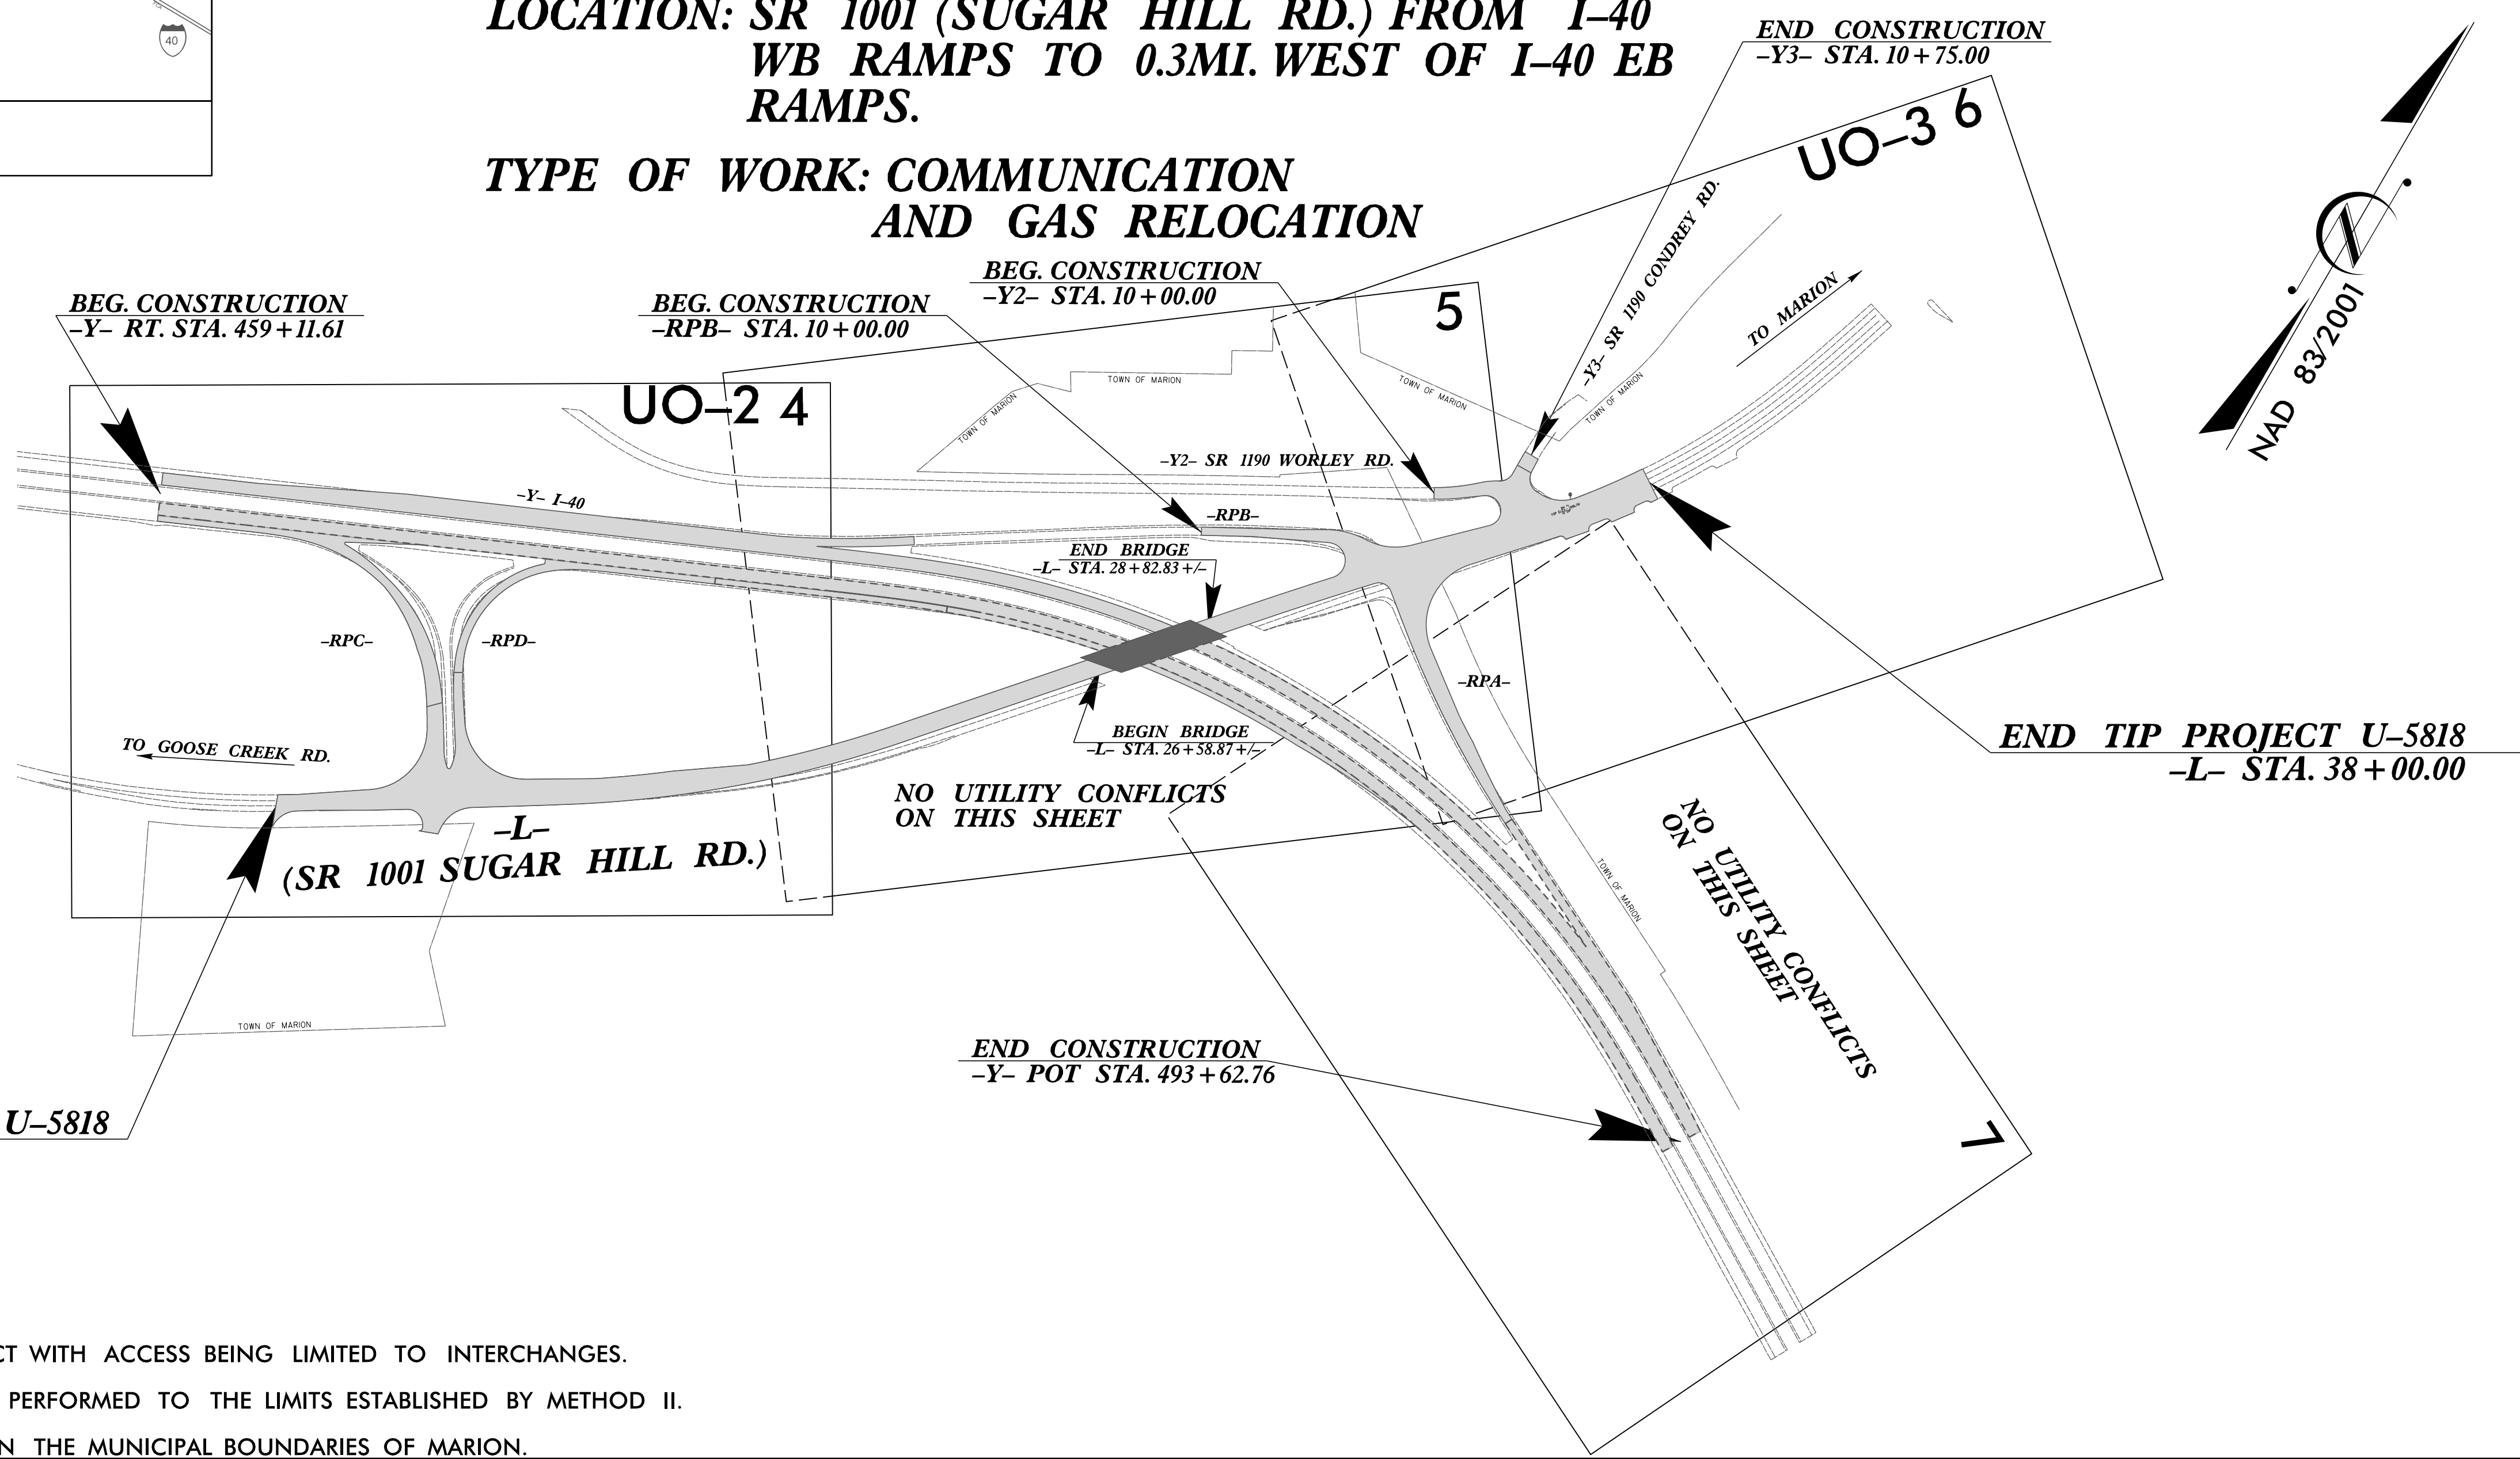 40
LOCATION: SR 1001 (SUGAR HILL RD.) FROM I–40
WB RAMPS TO 0.3MI. WEST OF I–40 EB
RAMPS.
TYPE OF WORK: COMMUNICATION
AND GAS RELOCATION
END CONSTRUCTION
–Y3– STA. 10+75.00
UO–3 6
NAD 83/2001
BEG. CONSTRUCTION
–Y– RT. STA. 459+11.61
BEG. CONSTRUCTION
–RPB– STA. 10+00.00
BEG. CONSTRUCTION
–Y2– STA. 10+00.00
5
–Y3– SR 1190 CONDREY RD.
TO MARION
TOWN OF MARION
TOWN OF MARION
TOWN OF MARION
TOWN OF MARION
UO–2 4
–Y2– SR 1190 WORLEY RD.
–Y– I–40
–RPB–
END BRIDGE
–L– STA. 28+82.83 +/–
–RPC–
–RPD–
–RPA–
TO GOOSE CREEK RD.
BEGIN BRIDGE
–L– STA. 26+58.87 +/–
END TIP PROJECT U–5818
–L– STA. 38+00.00
NO UTILITY CONFLICTS
ON THIS SHEET
–L–
(SR 1001 SUGAR HILL RD.)
NO UTILITY CONFLICTS
ON THIS SHEET
TOWN OF MARION
TOWN OF MARION
END CONSTRUCTION
–Y– POT STA. 493+62.76
7
U–5818
CT WITH ACCESS BEING LIMITED TO INTERCHANGES.
PERFORMED TO THE LIMITS ESTABLISHED BY METHOD II.
N THE MUNICIPAL BOUNDARIES OF MARION.